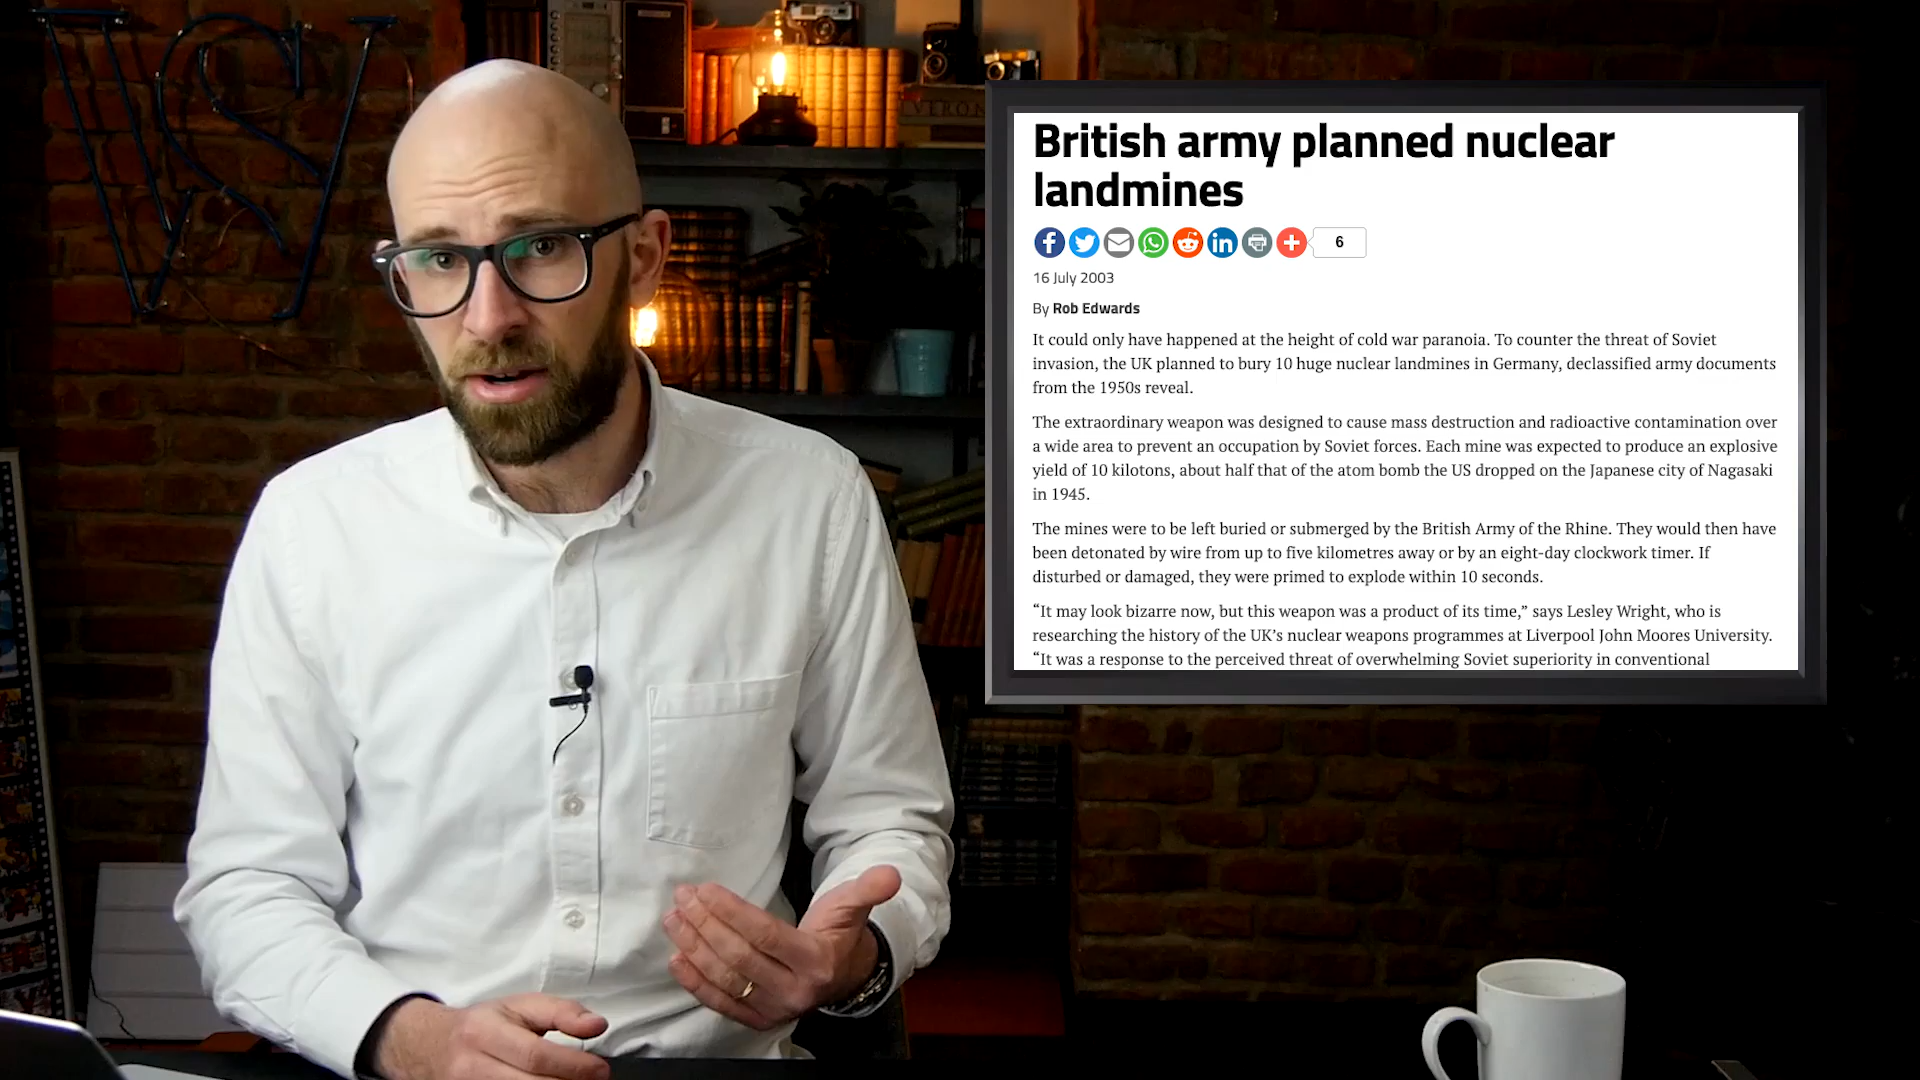 British army planned nuclear
landmines
6
16 July 2003
By Rob Edwards
It could only have happened at the height of cold war paranoia. To counter the threat of Soviet
invasion, the UK planned to bury 10 huge nuclear landmines in Germany, declassified army documents
from the 1950s reveal.
The extraordinary weapon was designed to cause mass destruction and radioactive contamination over
a wide area to prevent an occupation by Soviet forces. Each mine was expected to produce an explosive
yield of 10 kilotons, about half that of the atom bomb the US dropped on the Japanese city of Nagasaki
in 1945.
The mines were to be left buried or submerged by the British Army of the Rhine. They would then have
been detonated by wire from up to five kilometres away or by an eight-day clockwork timer. If
disturbed or damaged, they were primed to explode within 10 seconds.
“It may look bizarre now, but this weapon was a product of its time,” says Lesley Wright, who is
researching the history of the UK’s nuclear weapons programmes at Liverpool John Moores University.
“It was a response to the perceived threat of overwhelming Soviet superiority in conventional